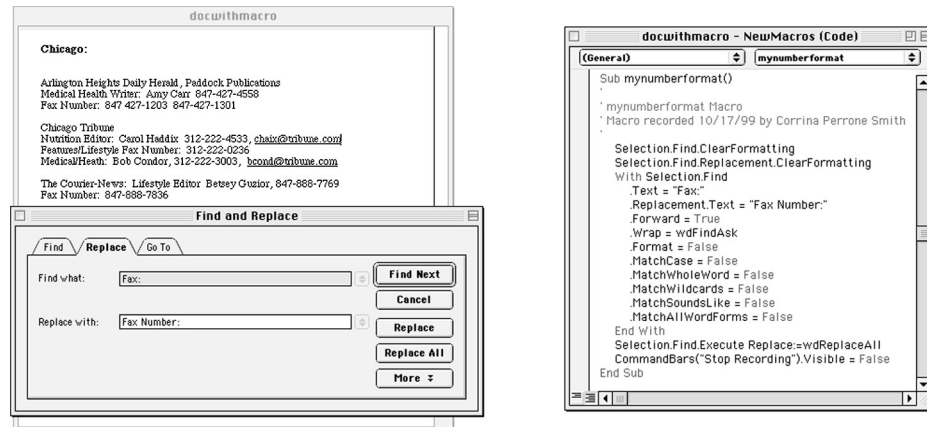 docwithmacro
Chicago:
Arlington Heights Daily Herald, Paddock Publications
Medical Health Writer: Amy Carr 847-427-4558
Fax Number: 847 427-1203 847-427-1301
Chicago Tribune
Nutrition Editor: Carol Haddix 312-222-4533, chaix@tribune.com
Features/Lifestyle Fax Number: 312-222-0236
Medical/Heath: Bob Condor, 312-222-3003, bcond@tribune.com
The Courier-News: Lifestyle Editor Betsey Guzior, 847-888-7769
Fax Number: 847-888-7836
Find and Replace
Find Replace Go To
Find what: Fax: Find Next
Cancel
Replace with: Fax Number: Replace
Replace All
More
docwithmacro - NewMacros (Code)
(General) mynumberformat
Sub mynumberformat()
'
' mynumberformat Macro
' Macro recorded 10/17/99 by Corrina Perrone Smith
'
Selection.Find.ClearFormatting
Selection.Find.Replacement.ClearFormatting
With Selection.Find
.Text = "Fax:"
.Replacement.Text = "Fax Number:"
.Forward = True
.Wrap = wdFindAsk
.Format = False
.MatchCase = False
.MatchWholeWord = False
.MatchWildcards = False
.MatchSoundsLike = False
.MatchAllWordForms = False
End With
Selection.Find.Execute Replace:=wdReplaceAll
CommandBars("Stop Recording").Visible = False
End Sub